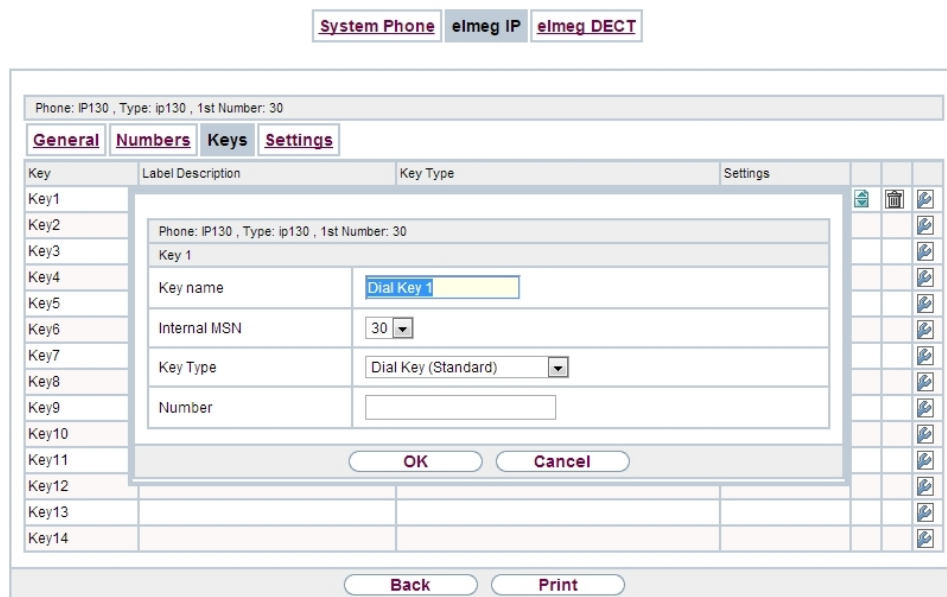 System Phone elmeg IP elmeg DECT
Phone: IP130 , Type: ip130 , 1st Number: 30
General Numbers Keys Settings
Key Label Description Key Type Settings
Key1
Key2
Key3
Key4
Key5
Key6
Key7
Key8
Key9
Key10
Key11
Key12
Key13
Key14
Phone: IP130 , Type: ip130 , 1st Number: 30
Key 1
Key name Dial Key 1
Internal MSN 30
Key Type Dial Key (Standard)
Number
OK Cancel
Back Print